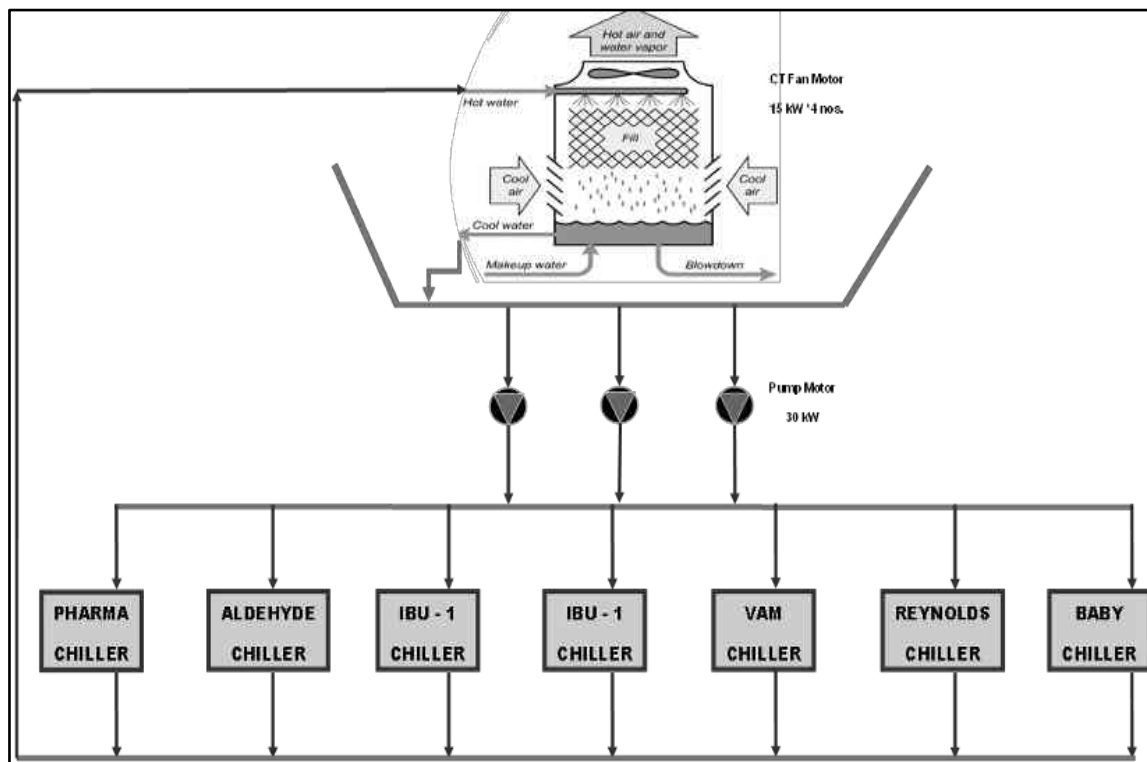 Hot air and
water vapor
CT Fan Motor
15 kW *4 nos.
Hot water
Fill
Cool
air
Cool
air
Cool water
Makeup water
Blowdown
Pump Motor
30 kW
PHARMA
CHILLER
ALDEHYDE
CHILLER
IBU - 1
CHILLER
IBU - 1
CHILLER
VAM
CHILLER
REYNOLDS
CHILLER
BABY
CHILLER